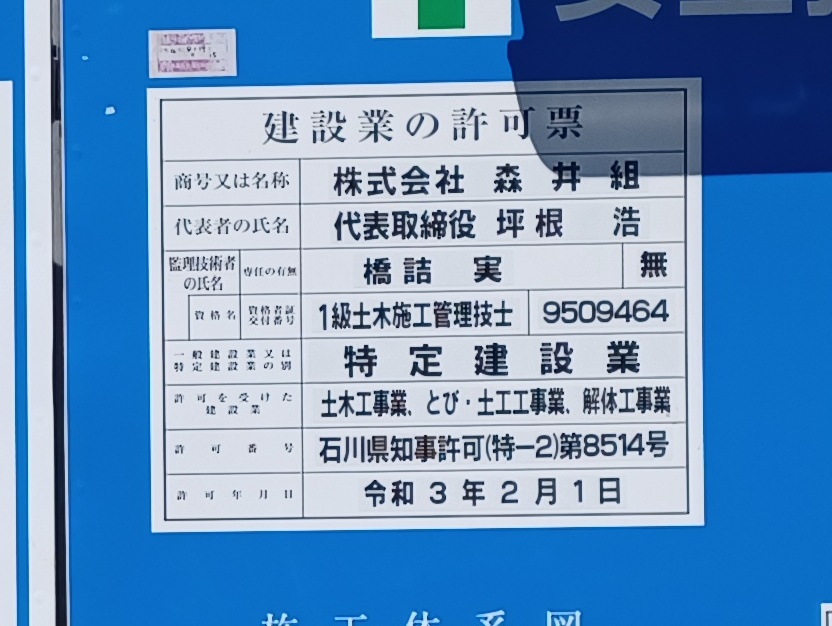 建設業の許可票
商号又は名称 株式会社 森井組
代表者の氏名 代表取締役 坪根 浩
監理技術者の氏名 専任の有無 橋詰 実 無
資格名 資格者証交付番号 1級土木施工管理技士 9509464
一般建設業又は特定建設業の別 特定建設業
許可を受けた建設業 土木工事業、とび・土工工事業、解体工事業
許可番号 石川県知事許可(特ー2)第8514号
許可年月日 令和3年2月1日
施工体系図